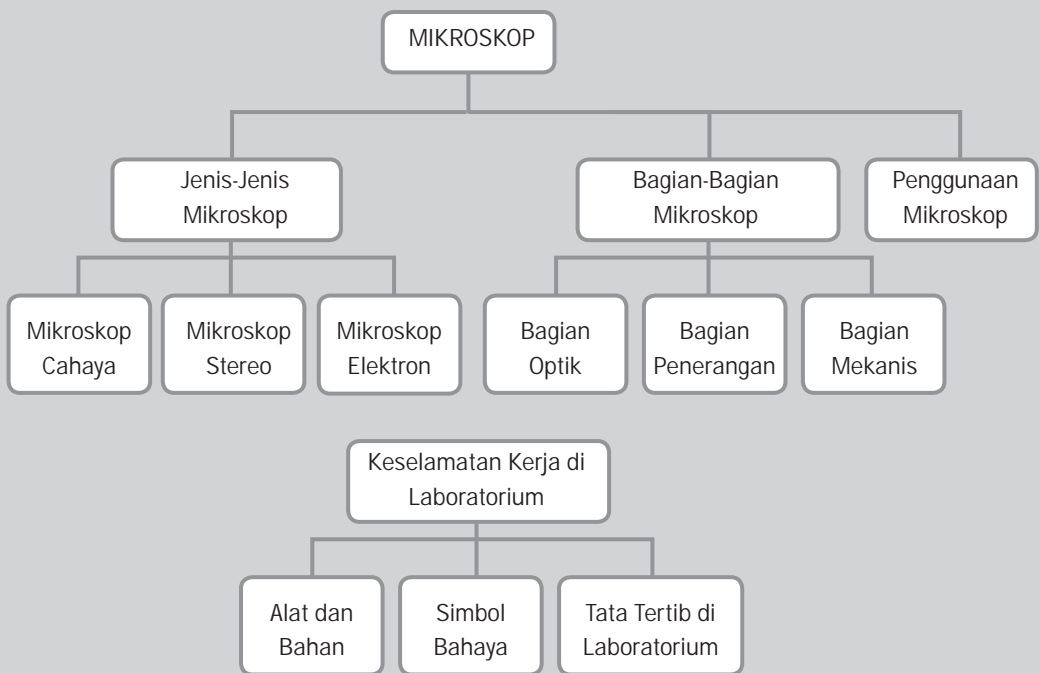 MIKROSKOP
Jenis-Jenis
Mikroskop
Bagian-Bagian
Mikroskop
Penggunaan
Mikroskop
Mikroskop
Cahaya
Mikroskop
Stereo
Mikroskop
Elektron
Bagian
Optik
Bagian
Penerangan
Bagian
Mekanis
Keselamatan Kerja di
Laboratorium
Alat dan
Bahan
Simbol
Bahaya
Tata Tertib di
Laboratorium